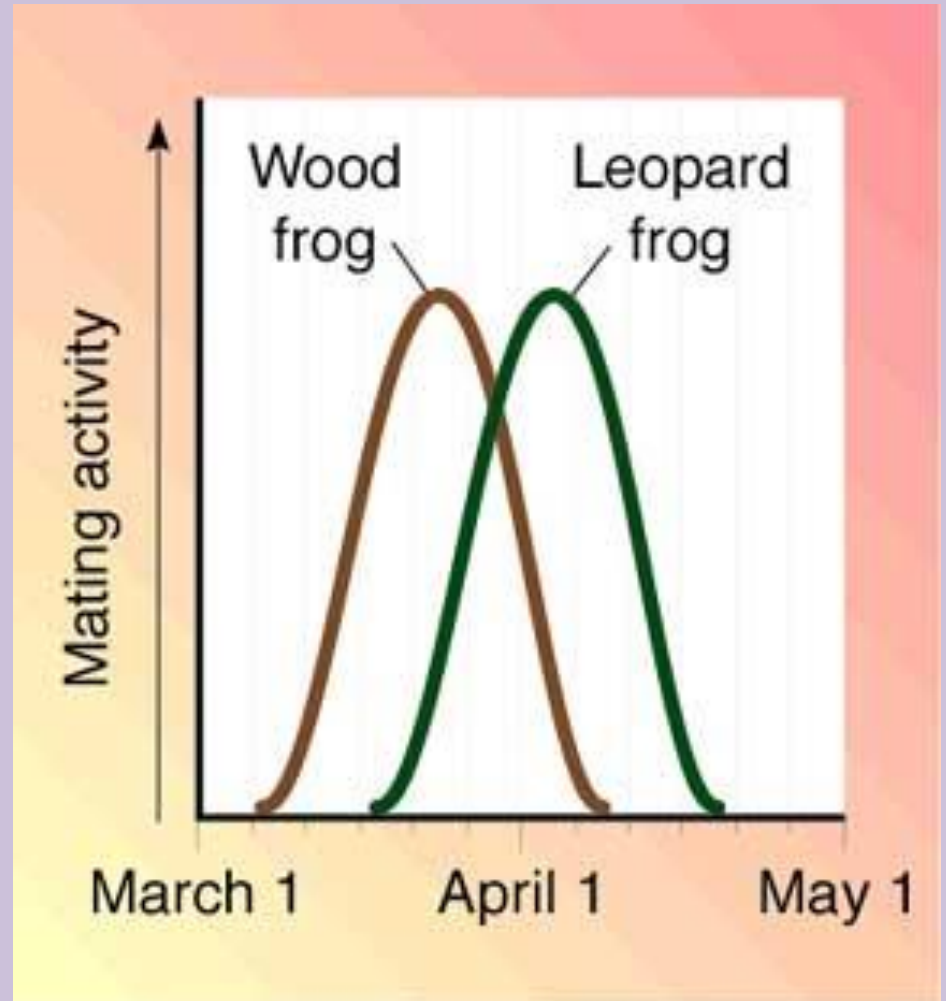 Wood
frog
Leopard
frog
Mating activity
March 1
April 1
May 1